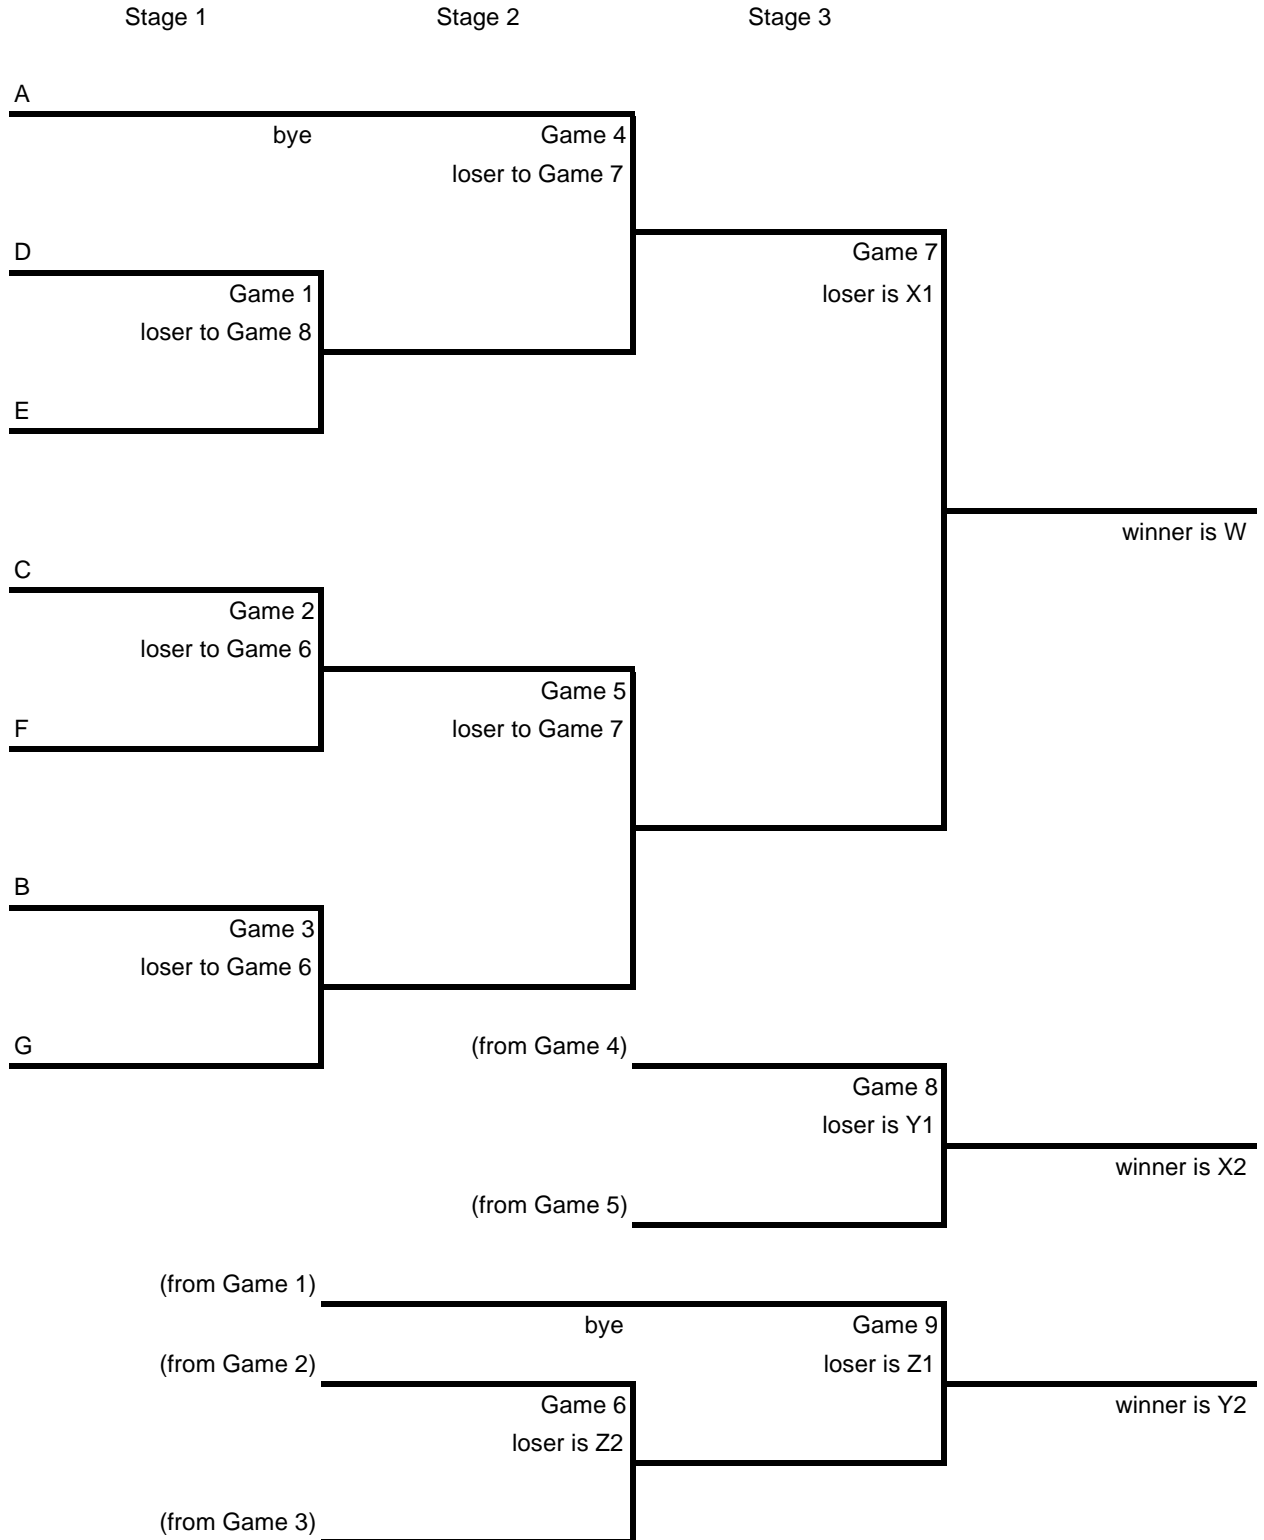 Stage 1 Stage 2 Stage 3
A
bye Game 4
loser to Game 7
D Game 7
Game 1 loser is X1
loser to Game 8
E
winner is W
C
Game 2
loser to Game 6
Game 5
F loser to Game 7
B
Game 3
loser to Game 6
G (from Game 4)
Game 8
loser is Y1
winner is X2
(from Game 5)
(from Game 1)
bye Game 9
(from Game 2) loser is Z1
Game 6 winner is Y2
loser is Z2
(from Game 3)